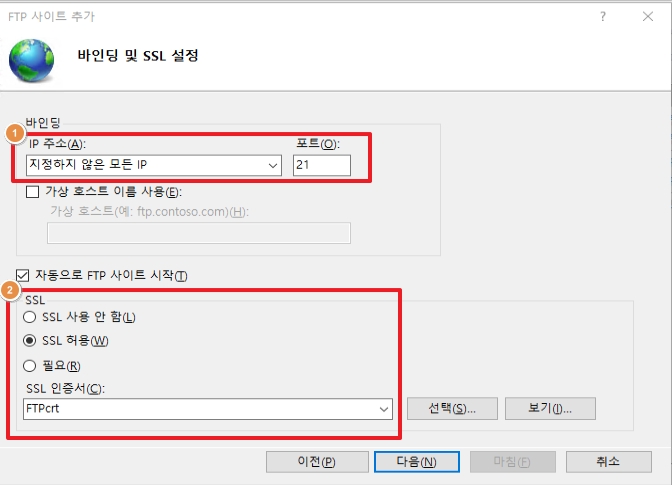 FTP 사이트 추가
?
바인딩 및 SSL 설정
바인딩
1
IP 주소(A): 포트(O):
지정하지 않은 모든 IP 21
가상 호스트 이름 사용(E):
가상 호스트(예: ftp.contoso.com)(H):
자동으로 FTP 사이트 시작(T)
2
SSL
SSL 사용 안 함(L)
SSL 허용(W)
필요(R)
SSL 인증서(C):
FTPcrt 선택(S)... 보기(I)...
이전(P) 다음(N) 마침(F) 취소